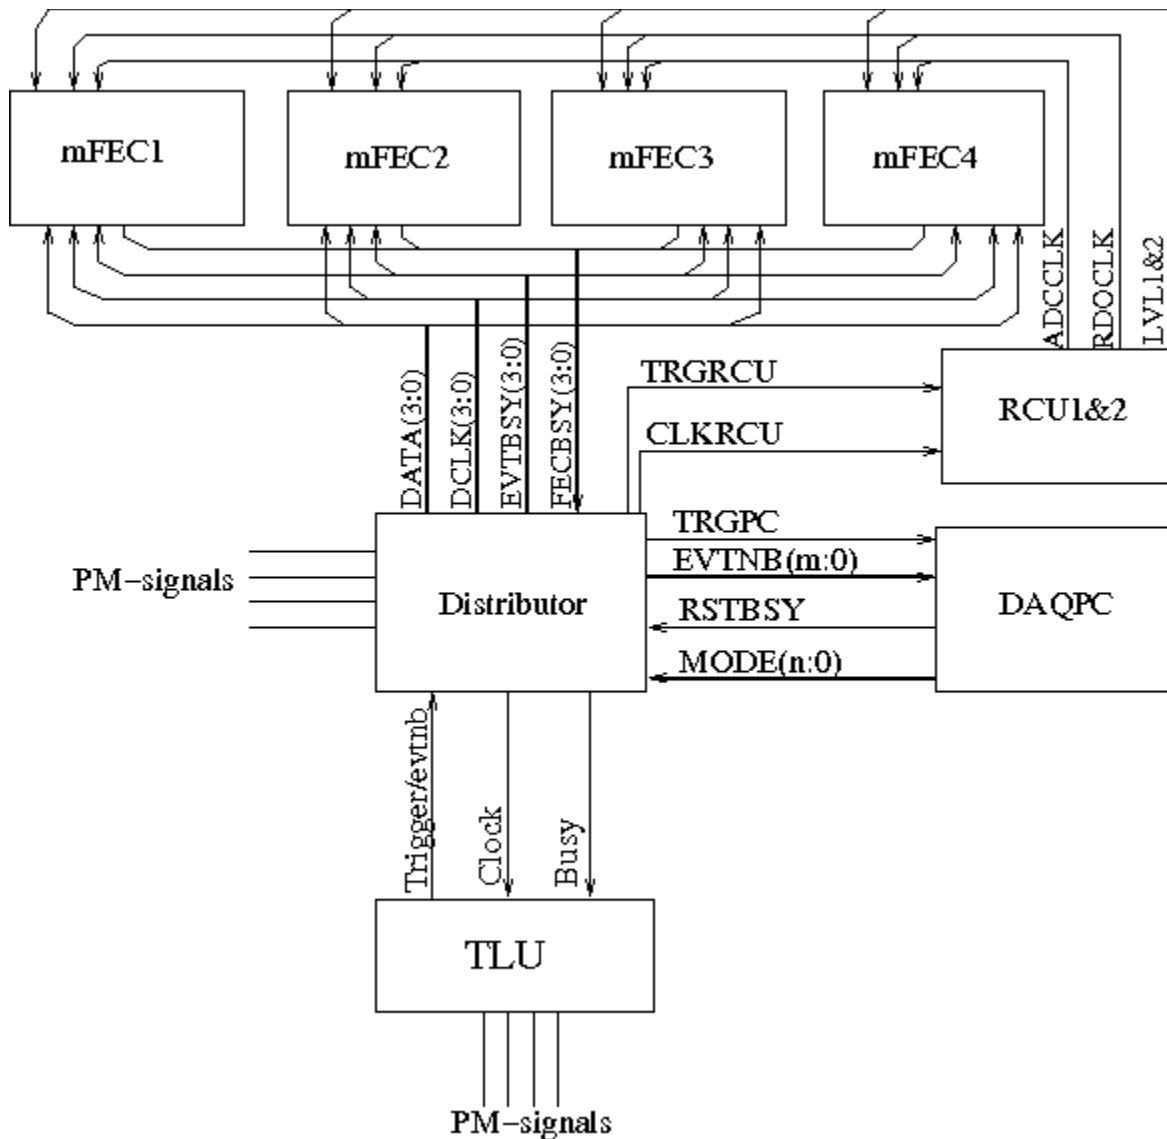 mFEC1
mFEC2
mFEC3
mFEC4
ADCCLK
RDOCLK
LVL1&2
DATA(3:0)
DCLK(3:0)
EVTBSY(3:0)
FECBSY(3:0)
TRGRCU
CLKRCU
RCU1&2
TRGPC
EVTNB(m:0)
RSTBSY
MODE(n:0)
DAQPC
PM-signals
Distributor
Trigger/evtnb
Clock
Busy
TLU
PM-signals